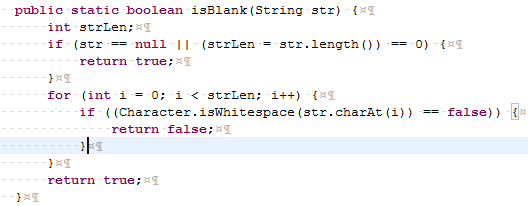 public static boolean isBlank(String str) {¤¶
int strLen;¤¶
if (str == null || (strLen = str.length()) == 0) {¤¶
return true;¤¶
}¤¶
for (int i = 0; i < strLen; i++) {¤¶
if ((Character.isWhitespace(str.charAt(i)) == false)) {¤
return false;¤¶
}¤¶
}¤¶
return true;¤¶
}¤¶